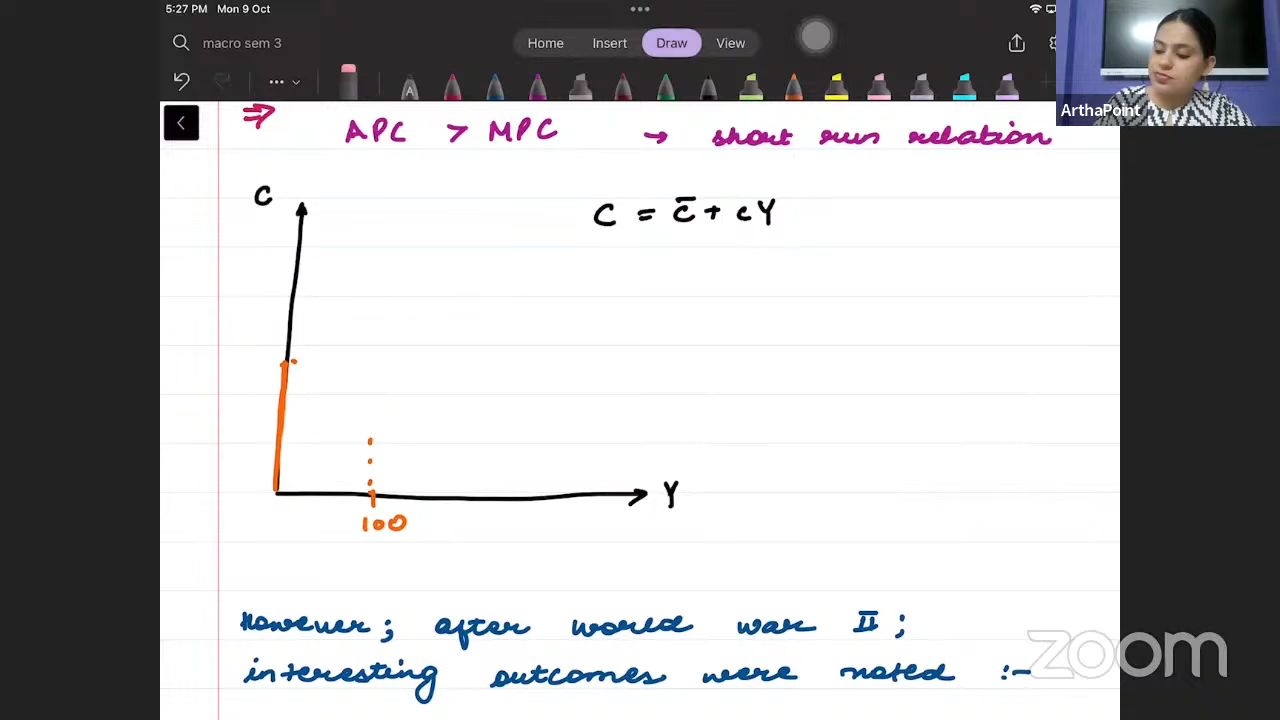 5:27 PM Mon 9 Oct
macro sem 3
Home Insert Draw View
A
ArthaPoint
⇒ APC > MPC → short run relation
C
C = c̅ + cY
Y
100
However; after world war II;
interesting outcomes were noted :-
zoom